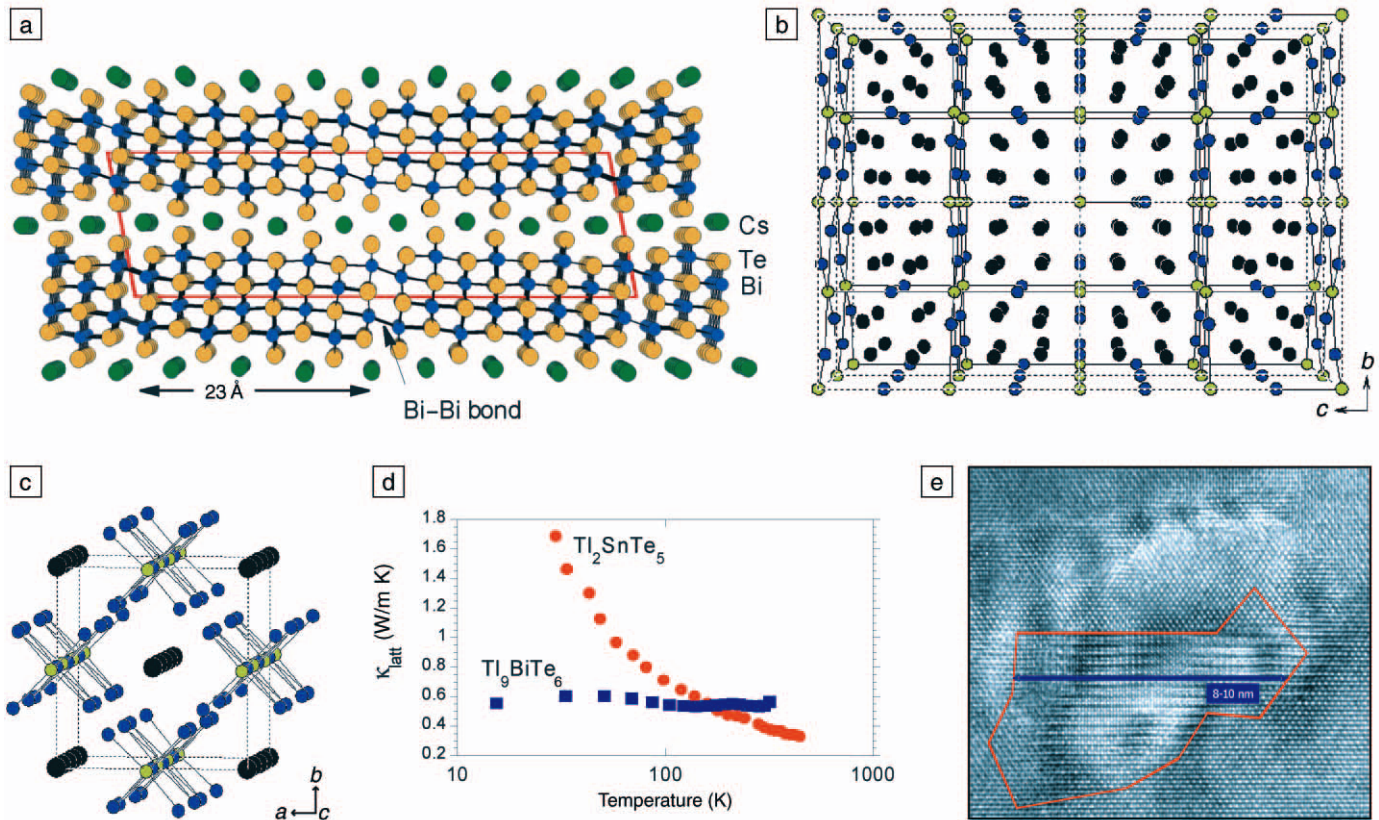 a
Cs
Te
Bi
23 Å
Bi–Bi bond
b
b
c
c
b
a
c
d
1.8
1.6
1.4
1.2
1
0.8
0.6
0.4
0.2
κlatt (W/m K)
Tl2SnTe5
Tl9BiTe6
10
100
1000
Temperature (K)
e
8-10 nm